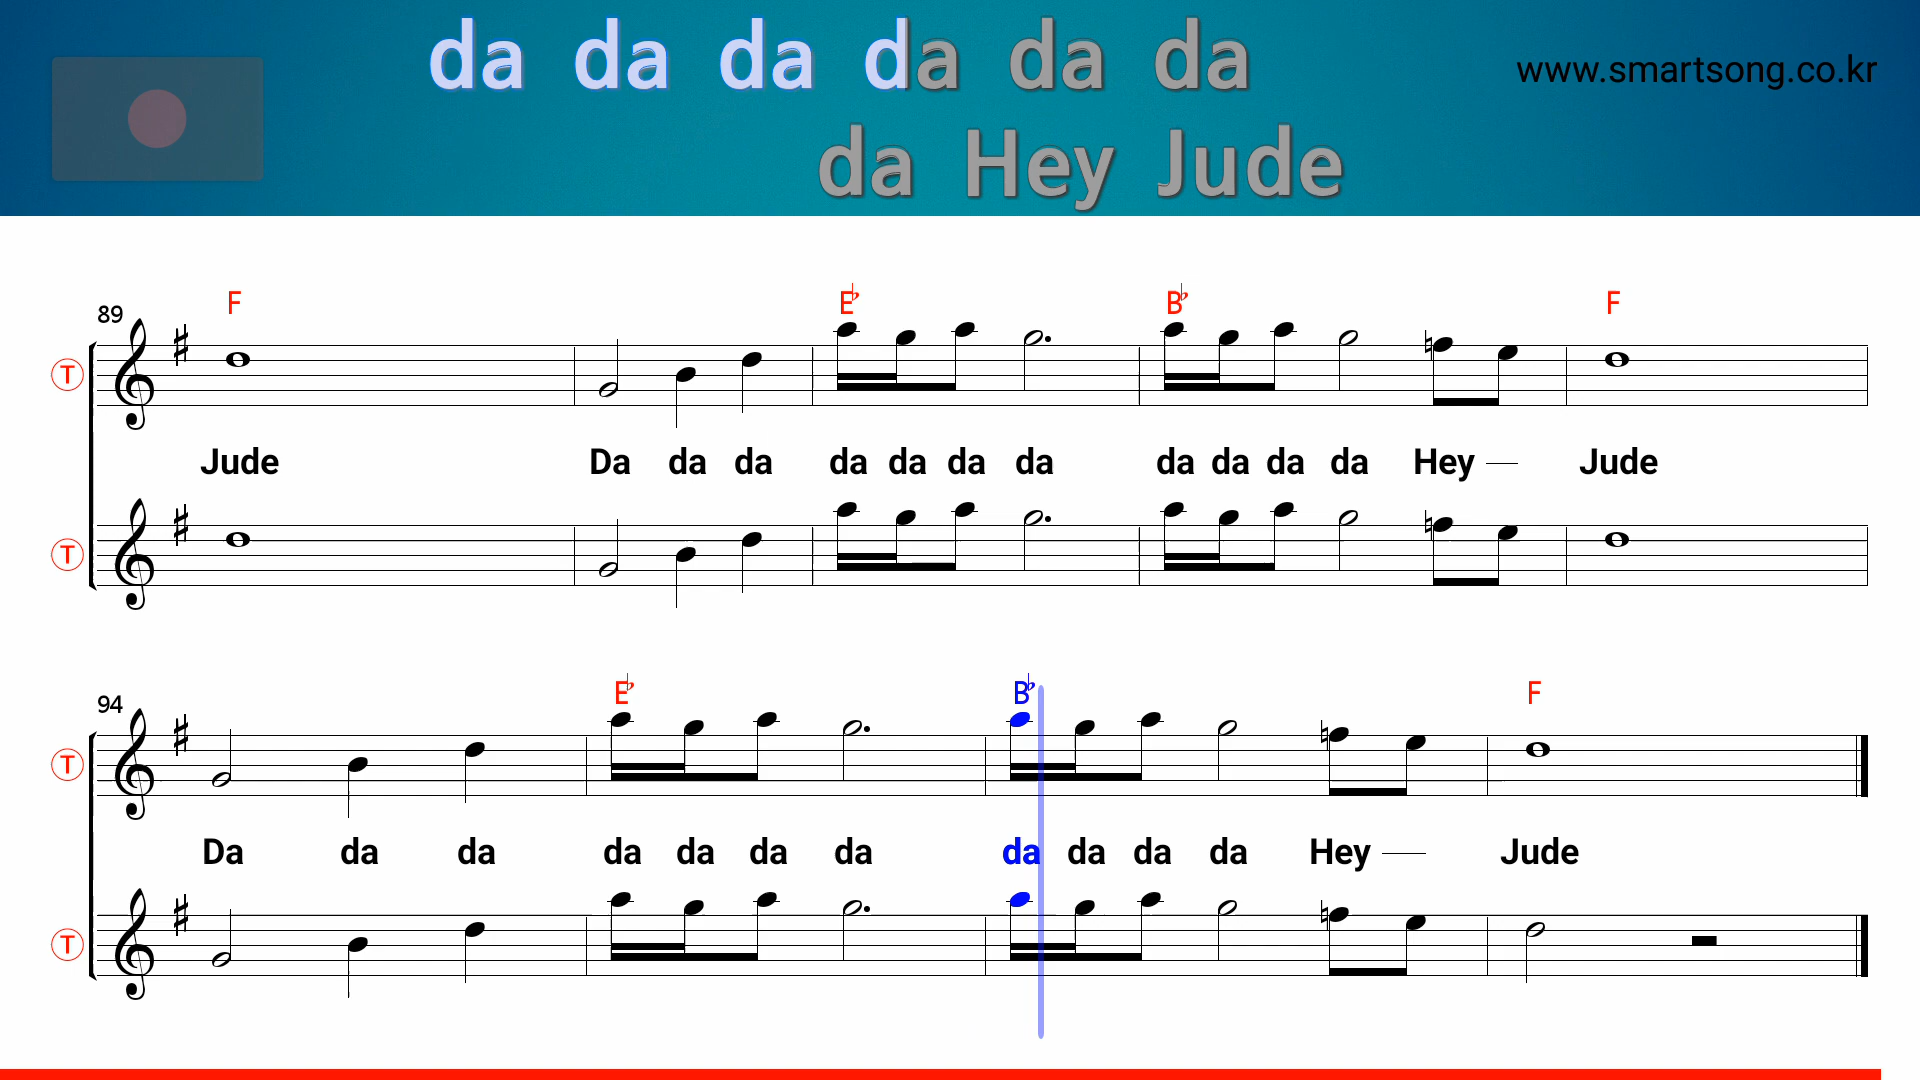 da da da da da da
www.smartsong.co.kr
da Hey Jude
89 F E♭ B♭ F
T
Jude Da da da da da da da da da da da Hey — Jude
T
94 E♭ B♭ F
T
Da da da da da da da da da da da Hey — Jude
T